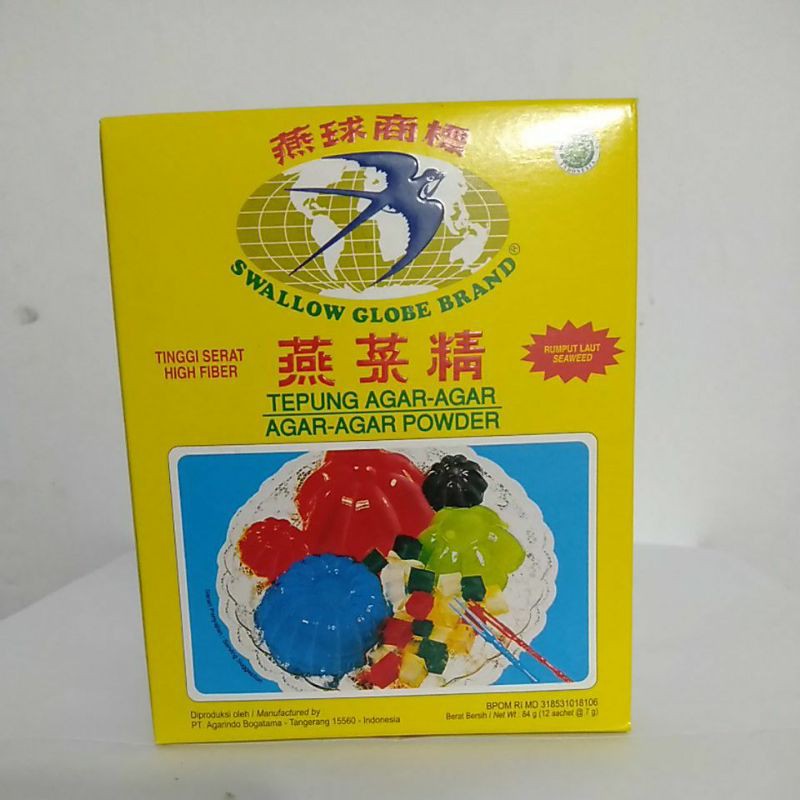 燕球商標
SWALLOW GLOBE BRAND®
TINGGI SERAT
HIGH FIBER
燕菜精
RUMPUT LAUT
SEAWEED
TEPUNG AGAR-AGAR
AGAR-AGAR POWDER
Diproduksi oleh / Manufactured by :
PT. Agarindo Bogatama - Tangerang 15560 - Indonesia
BPOM RI MD 318531018106
Berat Bersih / Net Wt : 84 g (12 sachet @ 7 g)